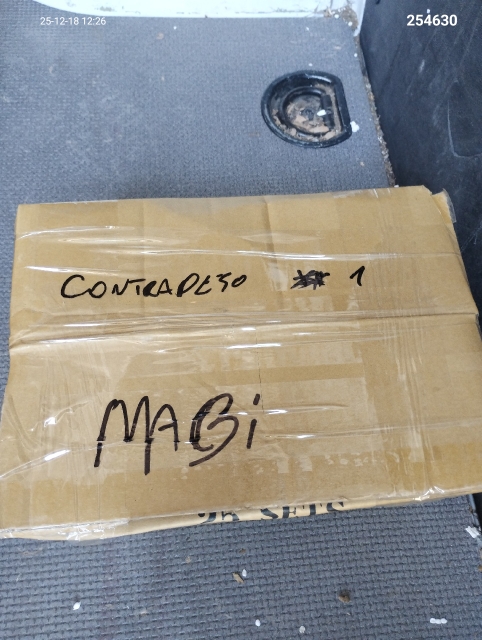 25-12-18 12:26
254630
CONTRAPESO # 1
MABi